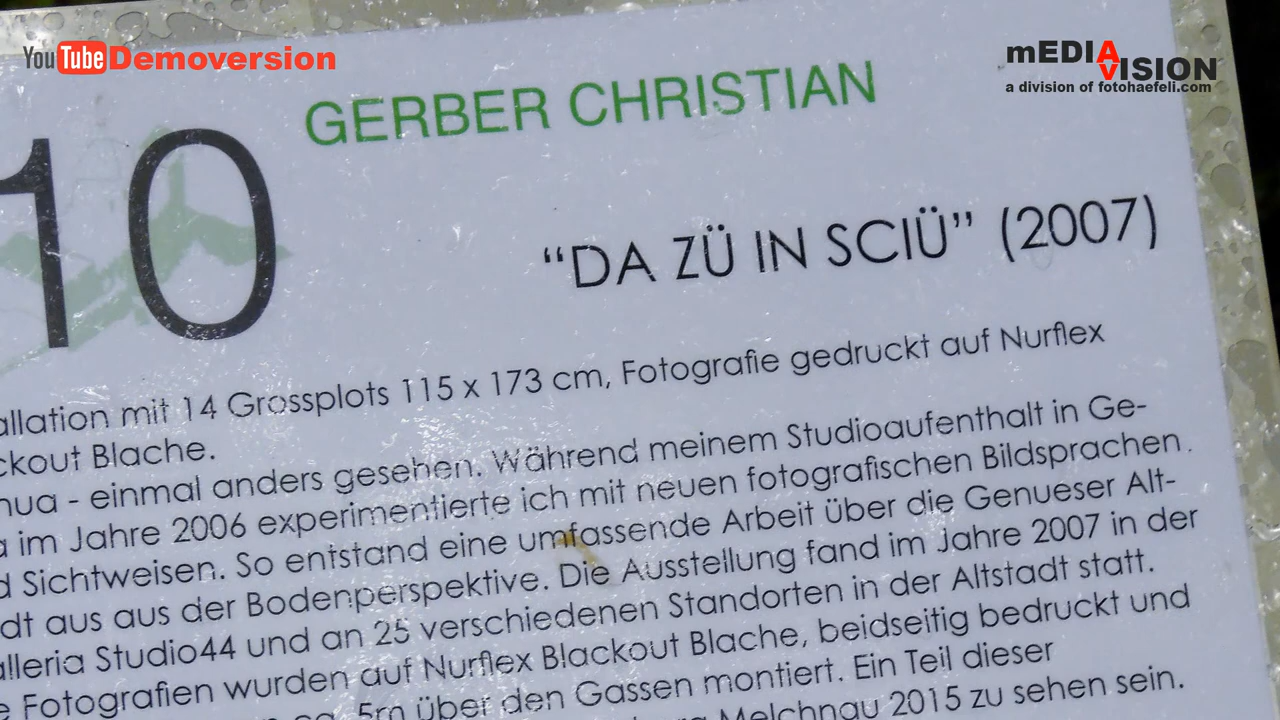 YouTube Demoversion
mEDIA VISION
a division of fotohaefeli.com
GERBER CHRISTIAN
10
“DA ZÜ IN SCIÜ” (2007)
allation mit 14 Grossplots 115 x 173 cm, Fotografie gedruckt auf Nurflex
ckout Blache.
nua - einmal anders gesehen. Während meinem Studioaufenthalt in Ge-
a im Jahre 2006 experimentierte ich mit neuen fotografischen Bildsprachen
d Sichtweisen. So entstand eine umfassende Arbeit über die Genueser Alt-
dt aus aus der Bodenperspektive. Die Ausstellung fand im Jahre 2007 in der
alleria Studio44 und an 25 verschiedenen Standorten in der Altstadt statt.
e Fotografien wurden auf Nurflex Blackout Blache, beidseitig bedruckt und
ca. 5m über den Gassen montiert. Ein Teil dieser
Melchnau 2015 zu sehen sein.